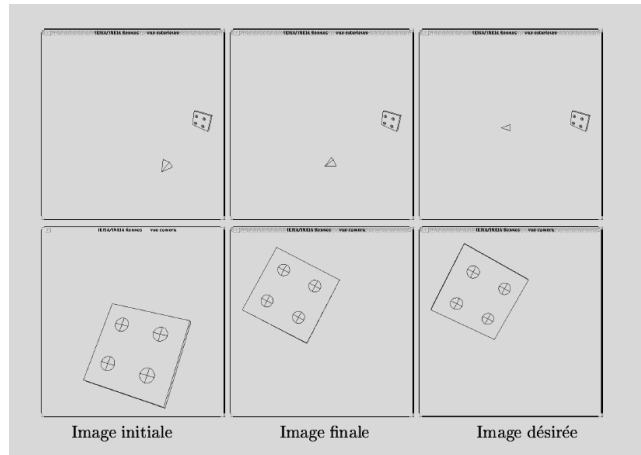 IRISA/INRIA Rennes vue exterieure IRISA/INRIA Rennes vue exterieure IRISA/INRIA Rennes vue exterieure
IRISA/INRIA Rennes vue camera IRISA/INRIA Rennes vue camera IRISA/INRIA Rennes vue camera
Image initiale Image finale Image désirée